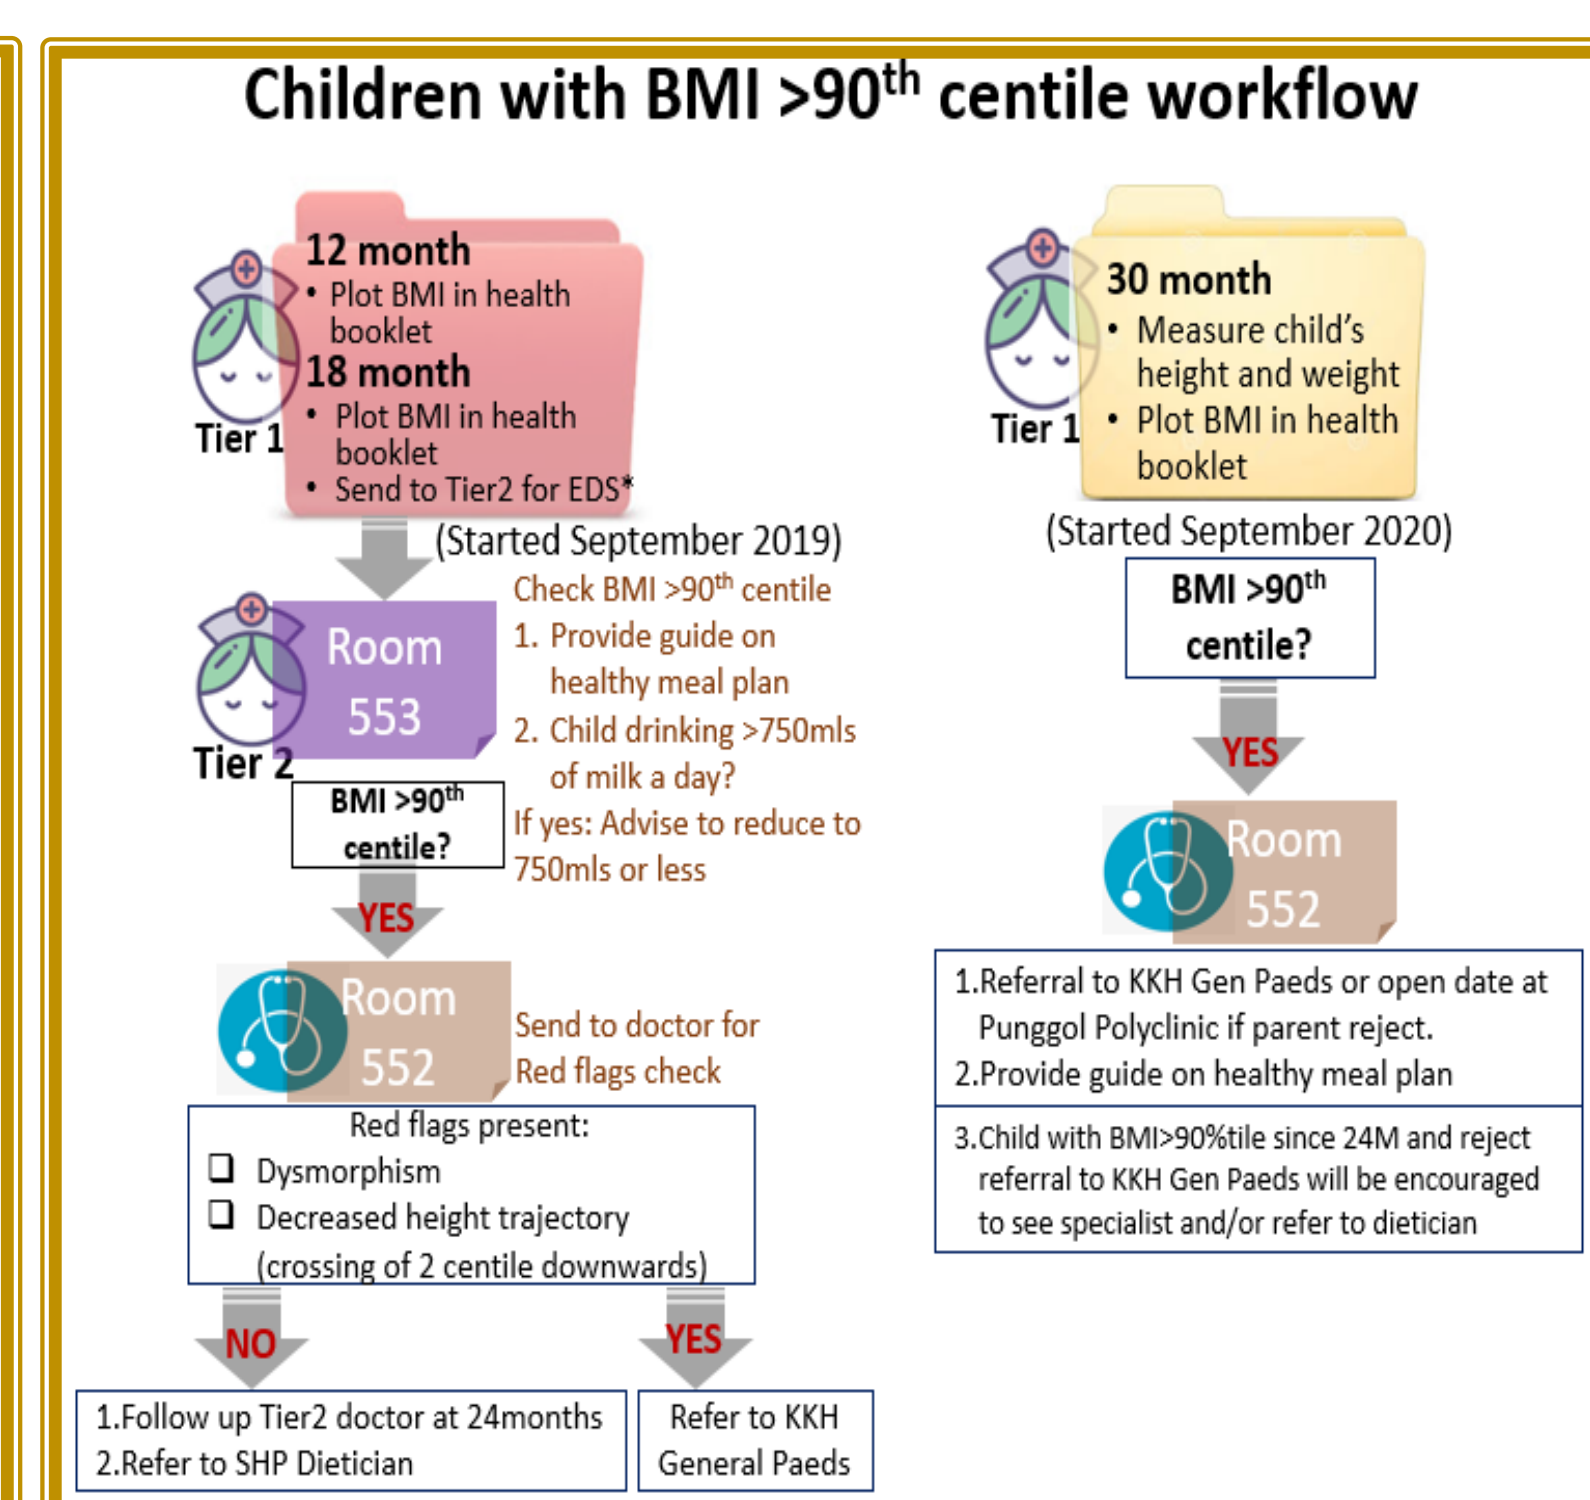 Children with BMI >90th centile workflow
12 month
• Plot BMI in health
booklet
18 month
• Plot BMI in health
booklet
• Send to Tier2 for EDS*
Tier 1
(Started September 2019)
Room
553
Tier 2
Check BMI >90th centile
1. Provide guide on
healthy meal plan
2. Child drinking >750mls
of milk a day?
If yes: Advise to reduce to
750mls or less
BMI >90th
centile?
YES
Room
552
Send to doctor for
Red flags check
Red flags present:
❑ Dysmorphism
❑ Decreased height trajectory
(crossing of 2 centile downwards)
NO
YES
1.Follow up Tier2 doctor at 24months
2.Refer to SHP Dietician
Refer to KKH
General Paeds
30 month
• Measure child's
height and weight
• Plot BMI in health
booklet
Tier 1
(Started September 2020)
BMI >90th
centile?
YES
Room
552
1.Referral to KKH Gen Paeds or open date at
Punggol Polyclinic if parent reject.
2.Provide guide on healthy meal plan
3.Child with BMI>90%tile since 24M and reject
referral to KKH Gen Paeds will be encouraged
to see specialist and/or refer to dietician